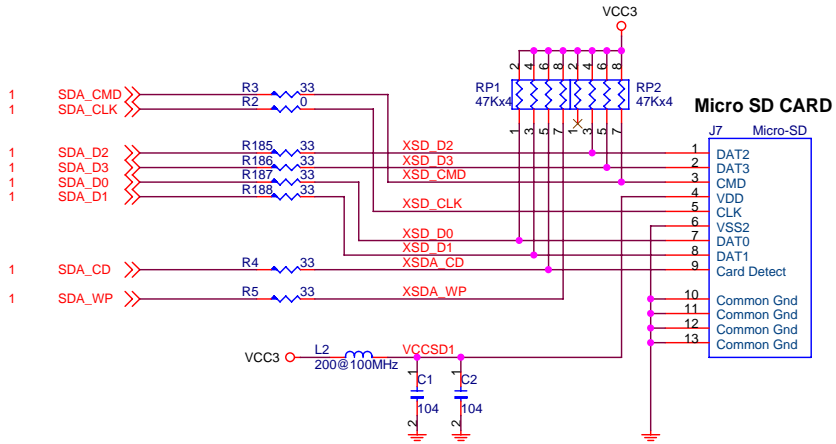 VCC3
2 4 6 8 2 4 6 8
RP1 RP2
47Kx4 47Kx4
1 3 5 7 1 3 5 7
Micro SD CARD
J7 Micro-SD
1 SDA_CMD R3 33
1 SDA_CLK R2 0
1 SDA_D2 R185 33 XSD_D2 1 DAT2
1 SDA_D3 R186 33 XSD_D3 2 DAT3
1 SDA_D0 R187 33 XSD_CMD 3 CMD
1 SDA_D1 R188 33 4 VDD
XSD_CLK 5 CLK
6 VSS2
XSD_D0 7 DAT0
XSD_D1 8 DAT1
1 SDA_CD R4 33 XSDA_CD 9 Card Detect
1 SDA_WP R5 33 XSDA_WP 10 Common Gnd
11 Common Gnd
12 Common Gnd
13 Common Gnd
VCC3 L2 VCCSD1
200@100MHz
1 1
C1 C2
104 104
2 2